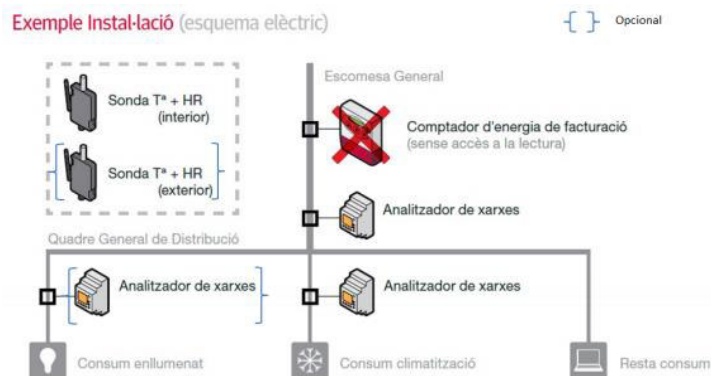 Exemple Instal·lació (esquema elèctric)
Opcional
Escomesa General
Sonda Tª + HR
(interior)
Comptador d'energia de facturació
(sense accès a la lectura)
Sonda Tª + HR
(exterior)
Analitzador de xarxes
Quadre General de Distribució
Analitzador de xarxes
Analitzador de xarxes
Consum enllumenat
Consum climatització
Resta consum